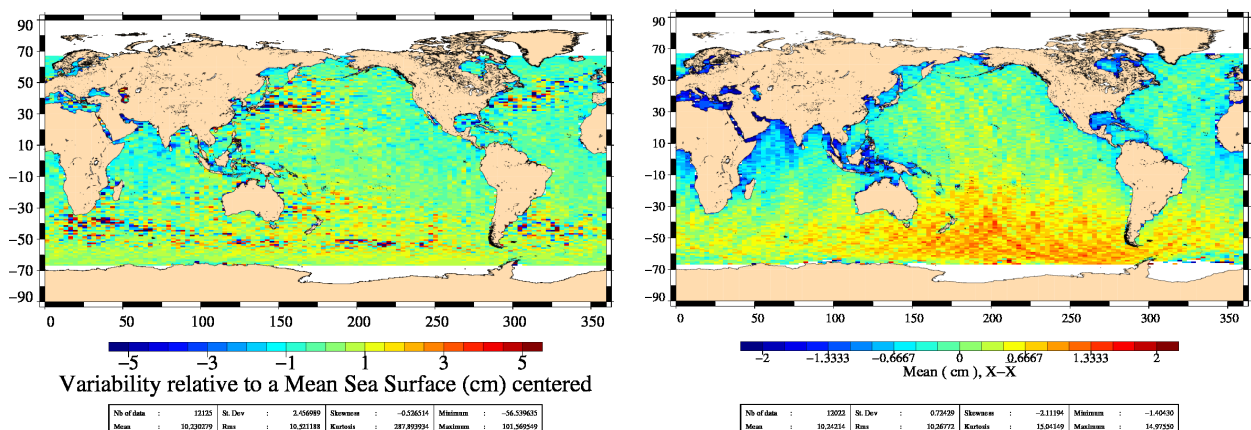 90
70
50
30
10
−10
−30
−50
−70
−90
0 50 100 150 200 250 300 350
−5 −3 −1 1 3 5
Variability relative to a Mean Sea Surface (cm) centered
Nb of data : 12125 St. Dev : 2.456989 Skewness : -0.526514 Minimum : -56.539635
Mean : 10.230279 Rms : 10.521188 Kurtosis : 287.893934 Maximum : 101.569549
90
70
50
30
10
−10
−30
−50
−70
−90
0 50 100 150 200 250 300 350
−2 −1.3333 −0.6667 0 0.6667 1.3333 2
Mean ( cm ), X−X
Nb of data : 12022 St. Dev : 0.72429 Skewness : -2.11194 Minimum : -1.40430
Mean : 10.24214 Rms : 10.26772 Kurtosis : 15.04149 Maximum : 14.97550